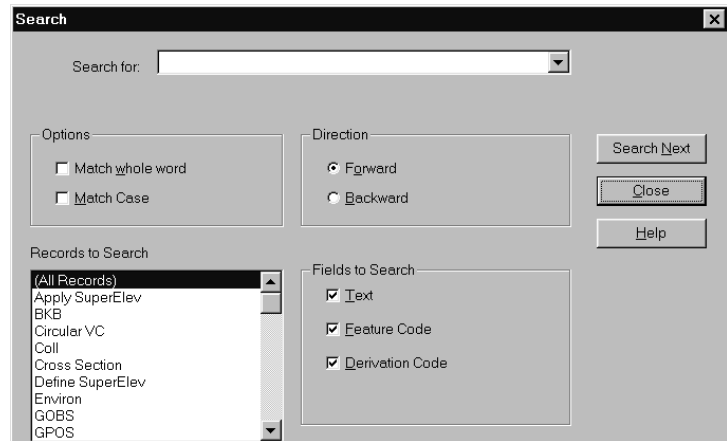 Search
Search for:
Options
Match whole word
Match Case
Direction
Forward
Backward
Search Next
Close
Help
Records to Search
(All Records)
Apply SuperElev
BKB
Circular VC
Coll
Cross Section
Define SuperElev
Environ
GOBS
GPOS
Fields to Search
Text
Feature Code
Derivation Code